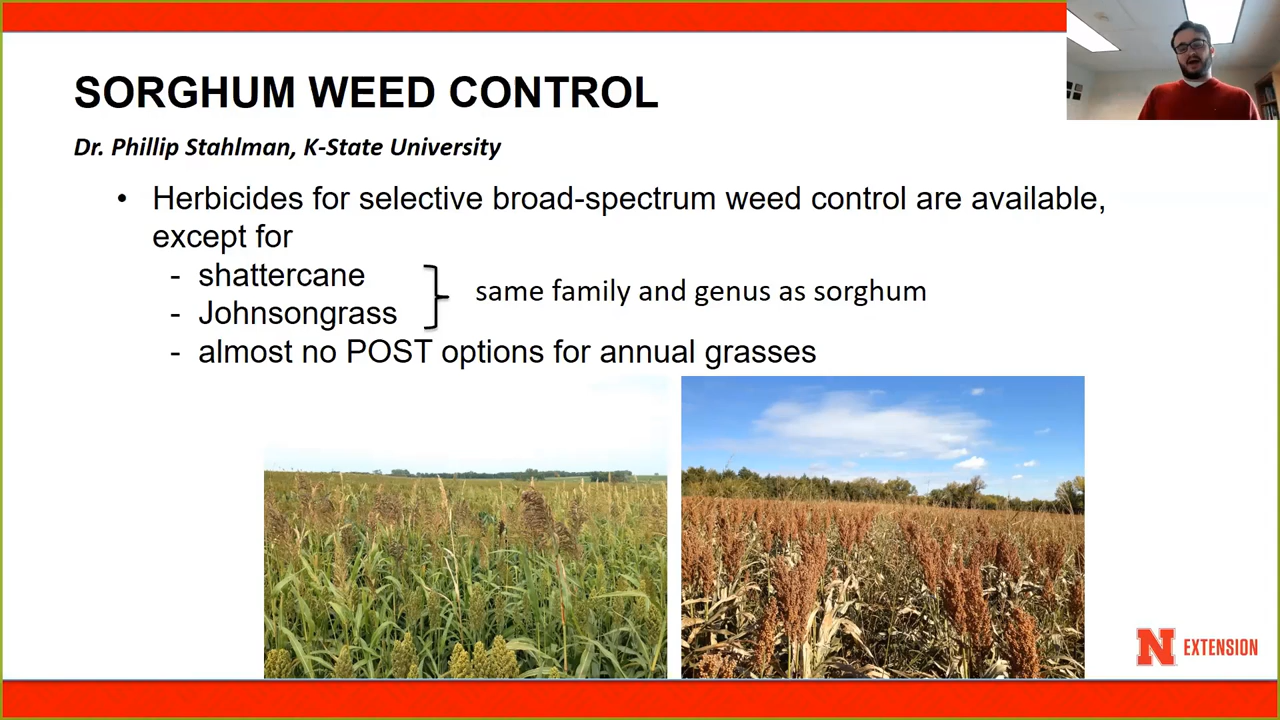 SORGHUM WEED CONTROL
Dr. Phillip Stahlman, K-State University
• Herbicides for selective broad-spectrum weed control are available,
except for
- shattercane
- Johnsongrass
same family and genus as sorghum
- almost no POST options for annual grasses
N EXTENSION